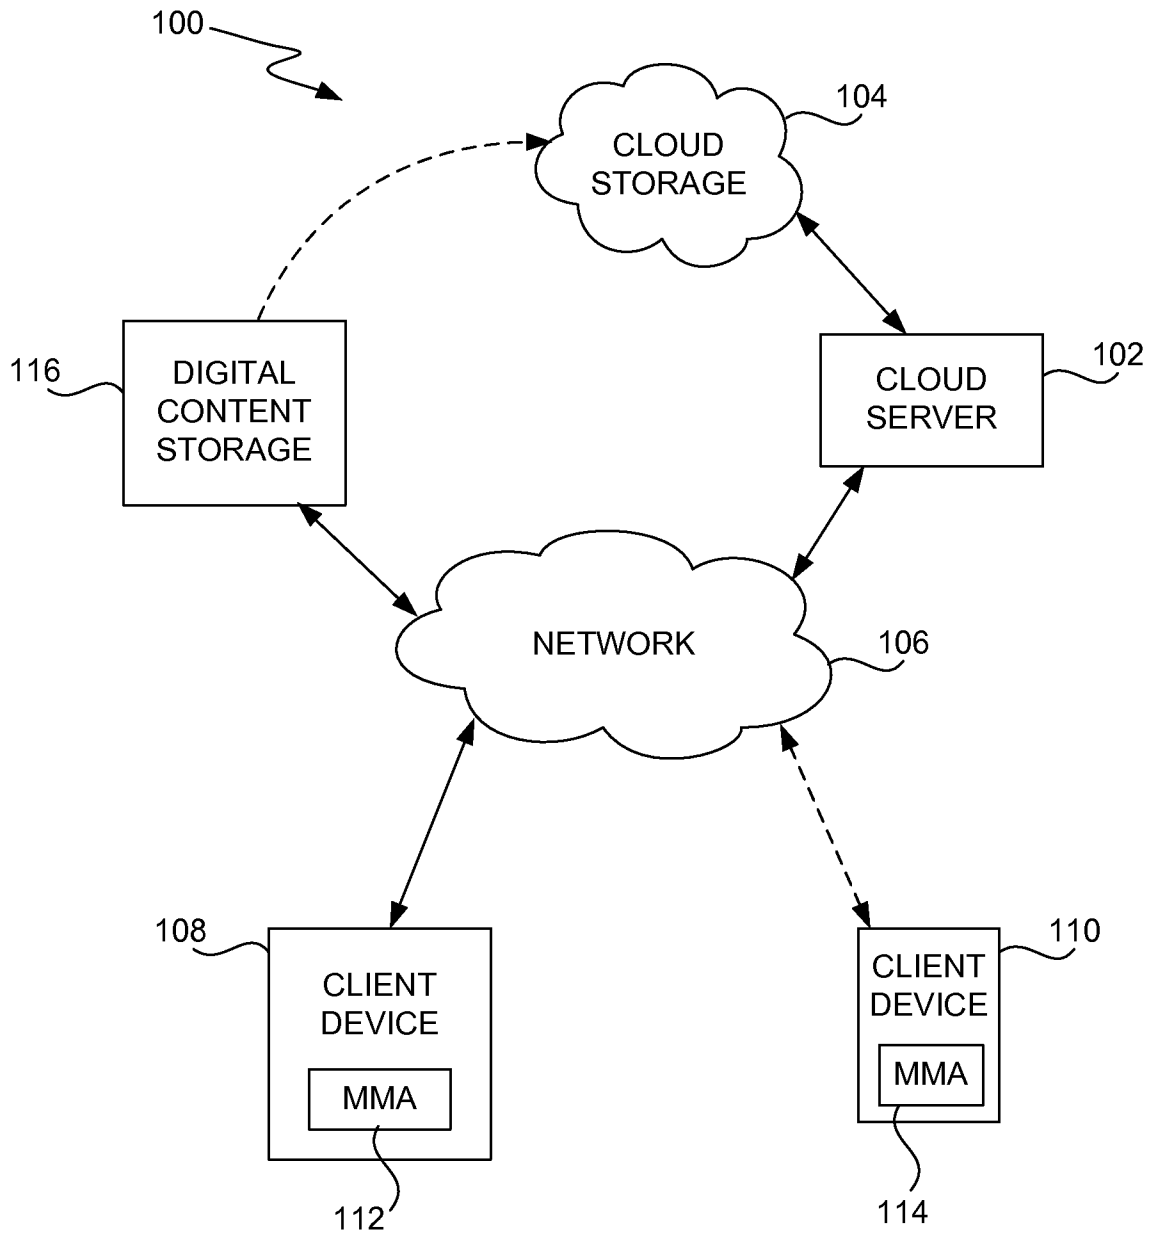 100
104
CLOUD
STORAGE
116
DIGITAL
CONTENT
STORAGE
102
CLOUD
SERVER
NETWORK
106
108
CLIENT
DEVICE
MMA
112
110
CLIENT
DEVICE
MMA
114